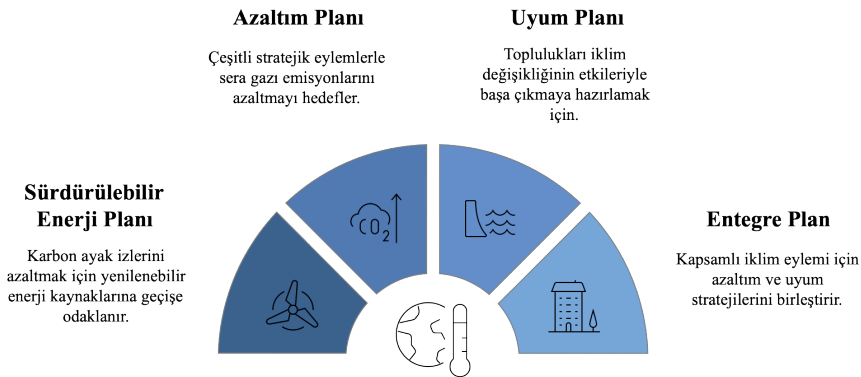 Azaltım Planı
Çeşitli stratejik eylemlerle
sera gazı emisyonlarını
azaltmayı hedefler.
Uyum Planı
Toplulukları iklim
değişikliğinin etkileriyle
başa çıkmaya hazırlamak
için.
Sürdürülebilir
Enerji Planı
Karbon ayak izlerini
azaltmak için yenilenebilir
enerji kaynaklarına geçişe
odaklanır.
Entegre Plan
Kapsamlı iklim eylemi için
azaltım ve uyum
stratejilerini birleştirir.
CO2